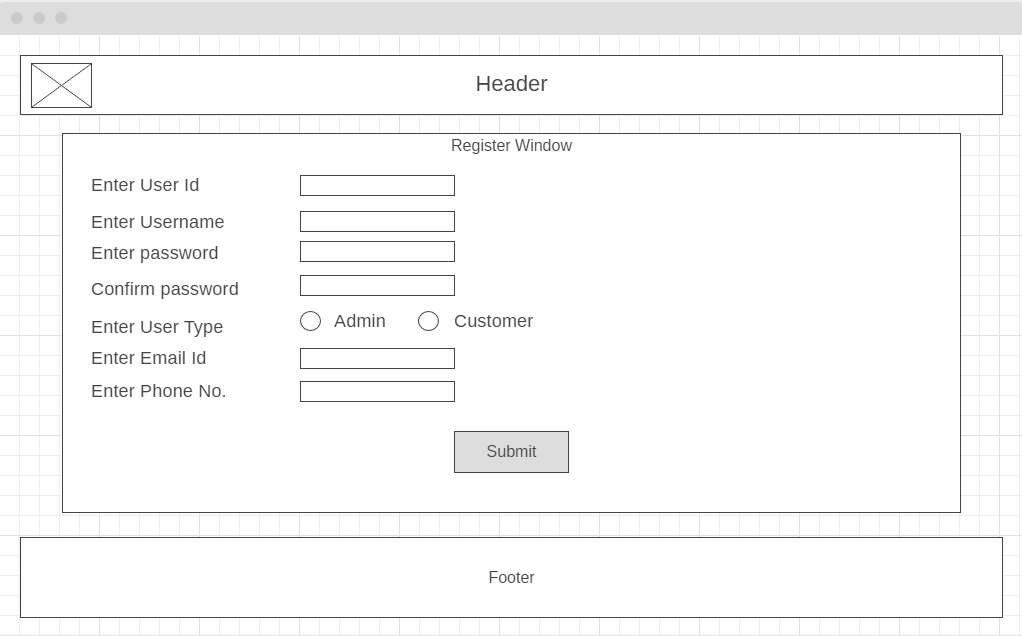 Header
Register Window
Enter User Id
Enter Username
Enter password
Confirm password
Enter User Type Admin Customer
Enter Email Id
Enter Phone No.
Submit
Footer